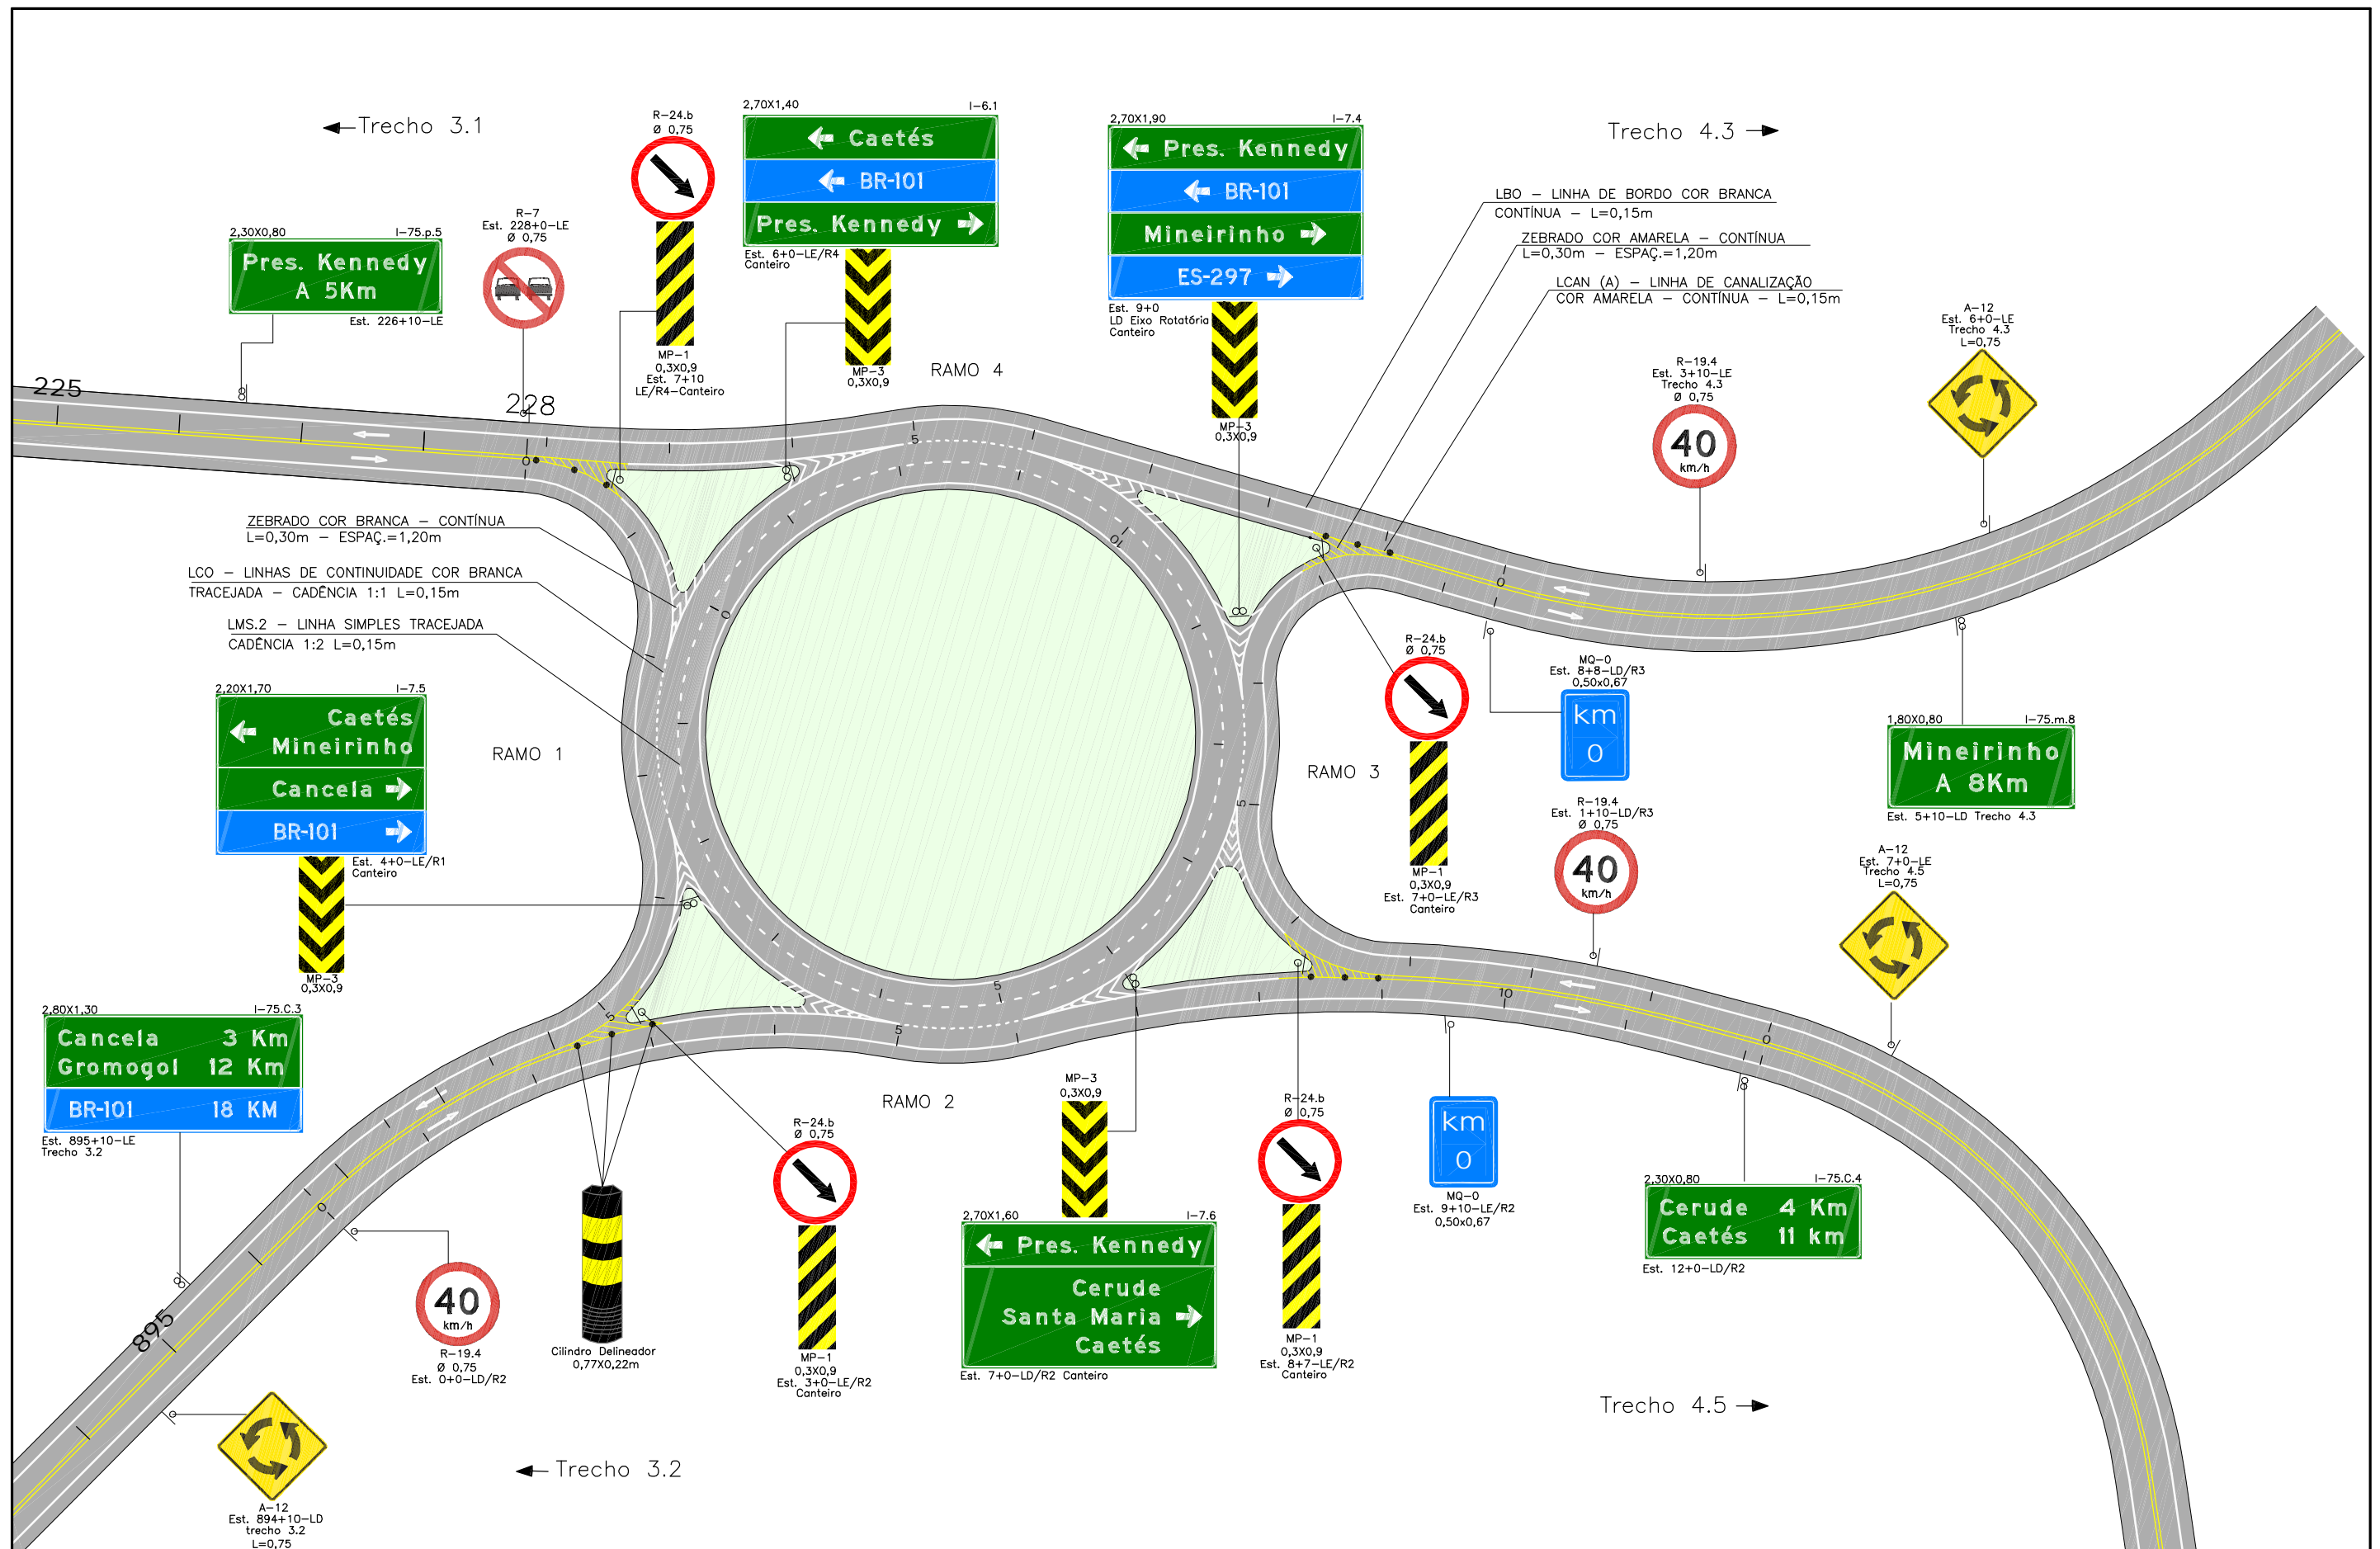 Trecho 3.1
Trecho 4.3
R-24.b
Ø 0,75
2,70X1,40
I-6.1
Caetés
BR-101
Pres. Kennedy
Est. 6+0-LE/R4
Canteiro
MP-3
0,3X0,9
2,70X1,90
I-7.4
Pres. Kennedy
BR-101
Mineirinho
ES-297
Est. 9+0
LD Eixo Rotatória
Canteiro
MP-3
0,3X0,9
LBO - LINHA DE BORDO COR BRANCA
CONTÍNUA - L=0,15m
ZEBRADO COR AMARELA - CONTÍNUA
L=0,30m - ESPAÇ.=1,20m
LCAN (A) - LINHA DE CANALIZAÇÃO
COR AMARELA - CONTÍNUA - L=0,15m
2,30X0,80
I-75.p.5
Pres. Kennedy
A 5Km
Est. 226+10-LE
R-7
Est. 228+0-LE
Ø 0,75
MP-1
0,3X0,9
Est. 7+10
LE/R4-Canteiro
RAMO 4
A-12
Est. 6+0-LE
Trecho 4.3
L=0,75
R-19.4
Est. 3+10-LE
Trecho 4.3
Ø 0,75
40
km/h
225
228
0
5
10
0
0
ZEBRADO COR BRANCA - CONTÍNUA
L=0,30m - ESPAÇ.=1,20m
LCO - LINHAS DE CONTINUIDADE COR BRANCA
TRACEJADA - CADÊNCIA 1:1 L=0,15m
LMS.2 - LINHA SIMPLES TRACEJADA
CADÊNCIA 1:2 L=0,15m
2,20X1,70
I-7.5
Caetés
Mineirinho
Cancela
BR-101
Est. 4+0-LE/R1
Canteiro
MP-3
0,3X0,9
RAMO 1
RAMO 3
R-24.b
Ø 0,75
MP-1
0,3X0,9
Est. 7+0-LE/R3
Canteiro
MQ-0
Est. 8+8-LD/R3
0,50x0,67
km
0
R-19.4
Est. 1+10-LD/R3
Ø 0,75
40
km/h
1,80X0,80
I-75.m.8
Mineirinho
A 8Km
Est. 5+10-LD Trecho 4.3
A-12
Est. 7+0-LE
Trecho 4.5
L=0,75
5
5
5
5
10
0
0
895
2,80X1,30
I-75.C.3
Cancela 3 Km
Gromogol 12 Km
BR-101 18 KM
Est. 895+10-LE
Trecho 3.2
RAMO 2
40
km/h
R-19.4
Ø 0,75
Est. 0+0-LD/R2
Cilindro Delineador
0,77X0,22m
R-24.b
Ø 0,75
MP-1
0,3X0,9
Est. 3+0-LE/R2
Canteiro
MP-3
0,3X0,9
2,70X1,60
I-7.6
Pres. Kennedy
Cerude
Santa Maria
Caetés
Est. 7+0-LD/R2 Canteiro
R-24.b
Ø 0,75
MP-1
0,3X0,9
Est. 8+7-LE/R2
Canteiro
km
0
MQ-0
Est. 9+10-LE/R2
0,50x0,67
2,30X0,80
I-75.C.4
Cerude 4 Km
Caetés 11 km
Est. 12+0-LD/R2
Trecho 4.5
Trecho 3.2
A-12
Est. 894+10-LD
trecho 3.2
L=0,75